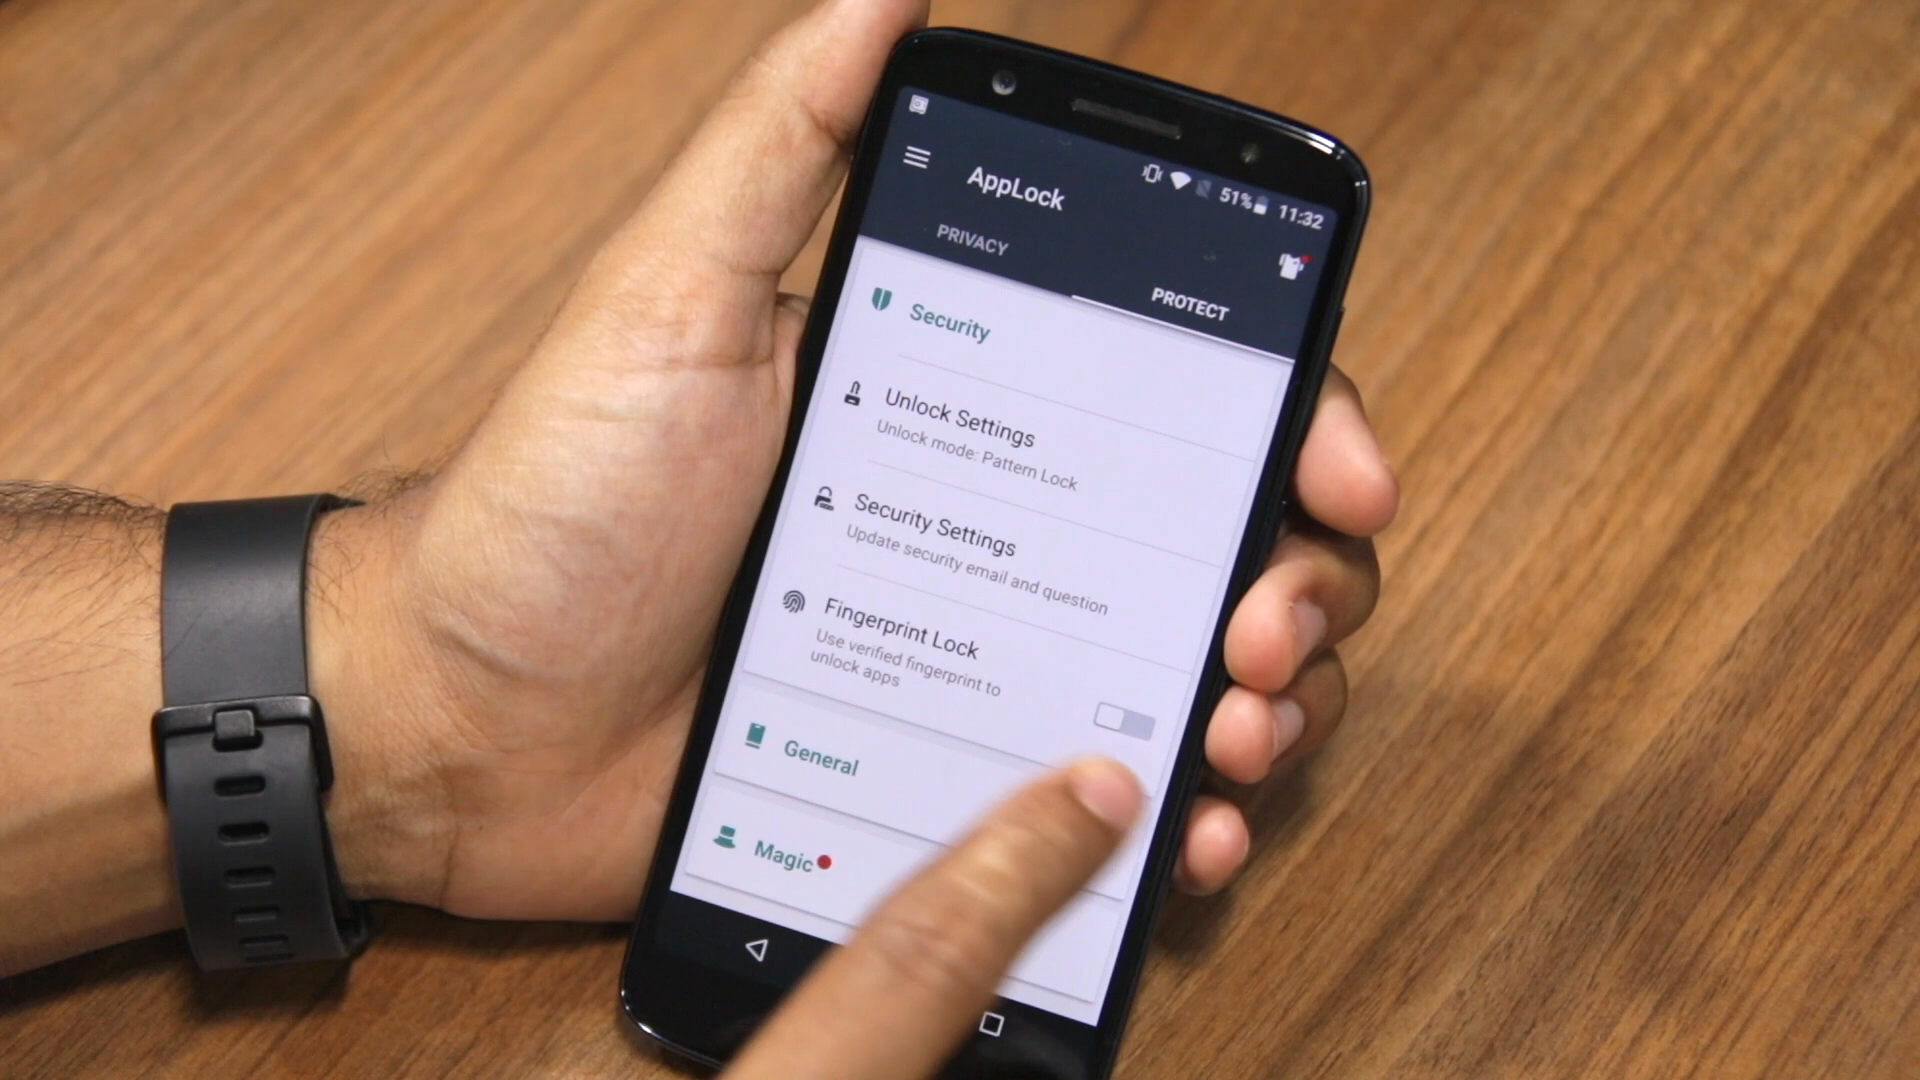 51% 11:32
AppLock
PRIVACY
PROTECT
Security
Unlock Settings
Unlock mode: Pattern Lock
Security Settings
Update security email and question
Fingerprint Lock
Use verified fingerprint to
unlock apps
General
Magic